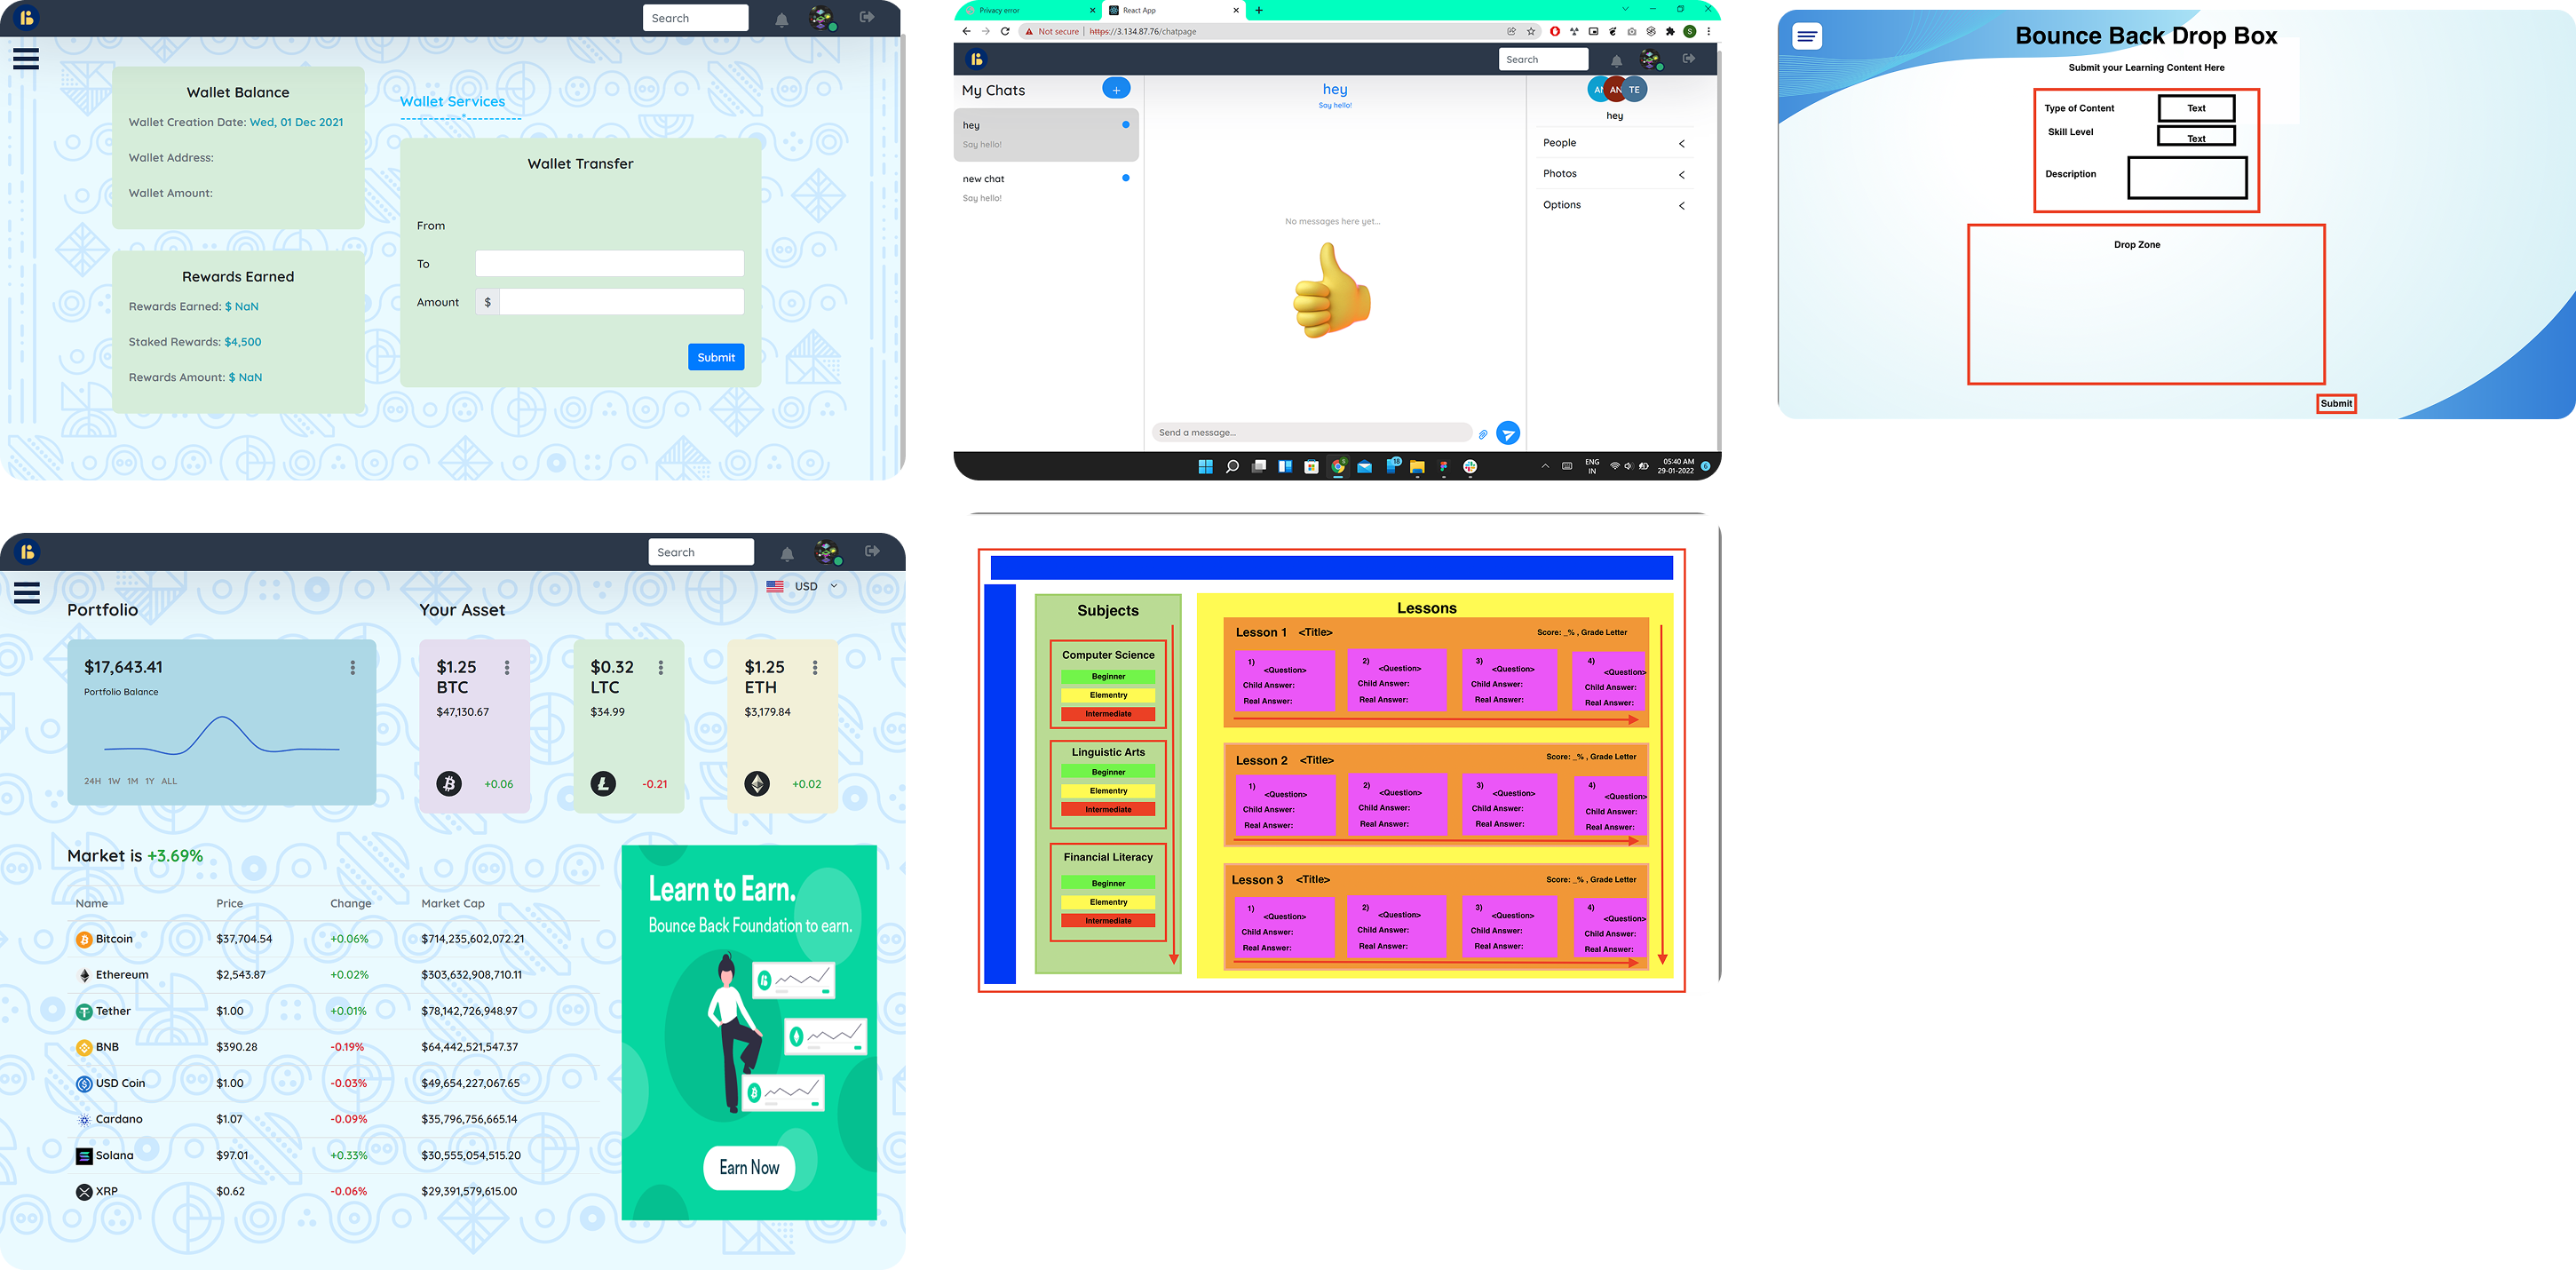 Search
Wallet Balance
Wallet Creation Date: Wed, 01 Dec 2021
Wallet Address:
Wallet Amount:
Rewards Earned
Rewards Earned: $ NaN
Staked Rewards: $4,500
Rewards Amount: $ NaN
Wallet Services
Wallet Transfer
From
To
Amount $
Submit
Privacy error
React App
Not secure | https://3.134.87.76/chatpage
Search
My Chats
+
hey
Say hello!
new chat
Say hello!
hey
Say hello!
No messages here yet...
Send a message...
AN TE
hey
People
Photos
Options
ENG
IN
05:40 AM
29-01-2022
Bounce Back Drop Box
Submit your Learning Content Here
Type of Content Text
Skill Level Text
Description
Drop Zone
Submit
Search
USD
Portfolio
$17,643.41
Portfolio Balance
24H 1W 1M 1Y ALL
Your Asset
$1.25
BTC
$47,130.67
+0.06
$0.32
LTC
$34.99
-0.21
$1.25
ETH
$3,179.84
+0.02
Market is +3.69%
Name Price Change Market Cap
Bitcoin $37,704.54 +0.06% $714,235,602,072.21
Ethereum $2,543.87 +0.02% $303,632,908,710.11
Tether $1.00 +0.01% $78,142,726,948.97
BNB $390.28 -0.19% $64,442,521,547.37
USD Coin $1.00 -0.03% $49,654,227,067.65
Cardano $1.07 -0.09% $35,796,756,665.14
Solana $97.01 +0.33% $30,555,054,515.20
XRP $0.62 -0.06% $29,391,579,615.00
Learn to Earn.
Bounce Back Foundation to earn.
Earn Now
Subjects
Computer Science
Beginner
Elementry
Intermediate
Linguistic Arts
Beginner
Elementry
Intermediate
Financial Literacy
Beginner
Elementry
Intermediate
Lessons
Lesson 1 <Title> Score: _% , Grade Letter
1) <Question>
Child Answer:
Real Answer:
2) <Question>
Child Answer:
Real Answer:
3) <Question>
Child Answer:
Real Answer:
4) <Question>
Child Answer:
Real Answer:
Lesson 2 <Title> Score: _% , Grade Letter
1) <Question>
Child Answer:
Real Answer:
2) <Question>
Child Answer:
Real Answer:
3) <Question>
Child Answer:
Real Answer:
4) <Question>
Child Answer:
Real Answer:
Lesson 3 <Title> Score: _% , Grade Letter
1) <Question>
Child Answer:
Real Answer:
2) <Question>
Child Answer:
Real Answer:
3) <Question>
Child Answer:
Real Answer:
4) <Question>
Child Answer:
Real Answer: